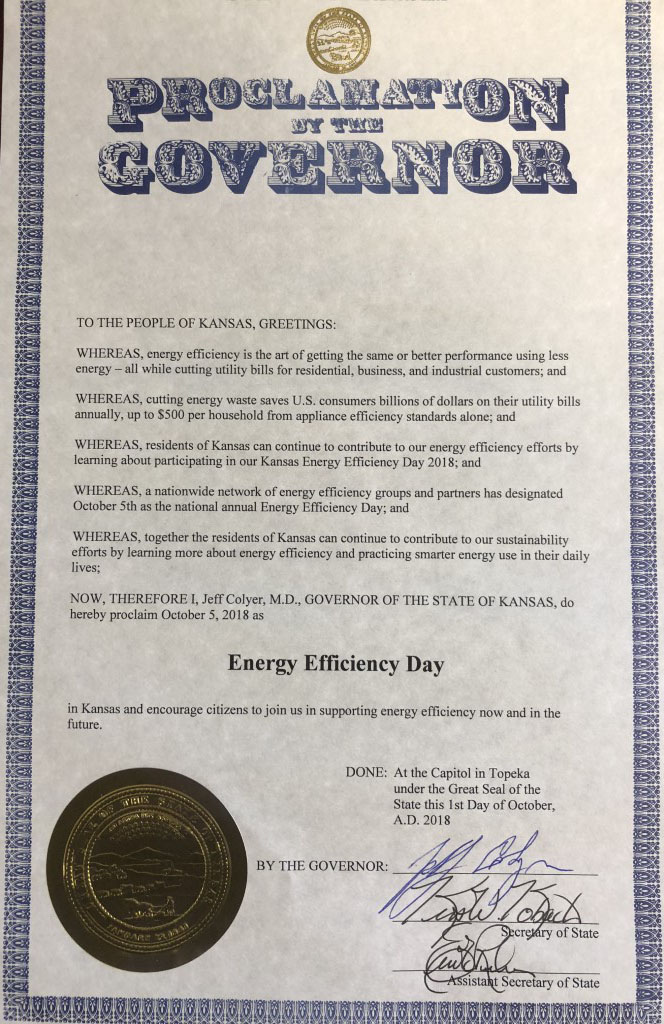 PROCLAMATION
BY THE
GOVERNOR
TO THE PEOPLE OF KANSAS, GREETINGS:
WHEREAS, energy efficiency is the art of getting the same or better performance using less
energy – all while cutting utility bills for residential, business, and industrial customers; and
WHEREAS, cutting energy waste saves U.S. consumers billions of dollars on their utility bills
annually, up to $500 per household from appliance efficiency standards alone; and
WHEREAS, residents of Kansas can continue to contribute to our energy efficiency efforts by
learning about participating in our Kansas Energy Efficiency Day 2018; and
WHEREAS, a nationwide network of energy efficiency groups and partners has designated
October 5th as the national annual Energy Efficiency Day; and
WHEREAS, together the residents of Kansas can continue to contribute to our sustainability
efforts by learning more about energy efficiency and practicing smarter energy use in their daily
lives;
NOW, THEREFORE I, Jeff Colyer, M.D., GOVERNOR OF THE STATE OF KANSAS, do
hereby proclaim October 5, 2018 as
Energy Efficiency Day
in Kansas and encourage citizens to join us in supporting energy efficiency now and in the
future.
DONE: At the Capitol in Topeka
under the Great Seal of the
State this 1st Day of October,
A.D. 2018
BY THE GOVERNOR:
Secretary of State
Assistant Secretary of State